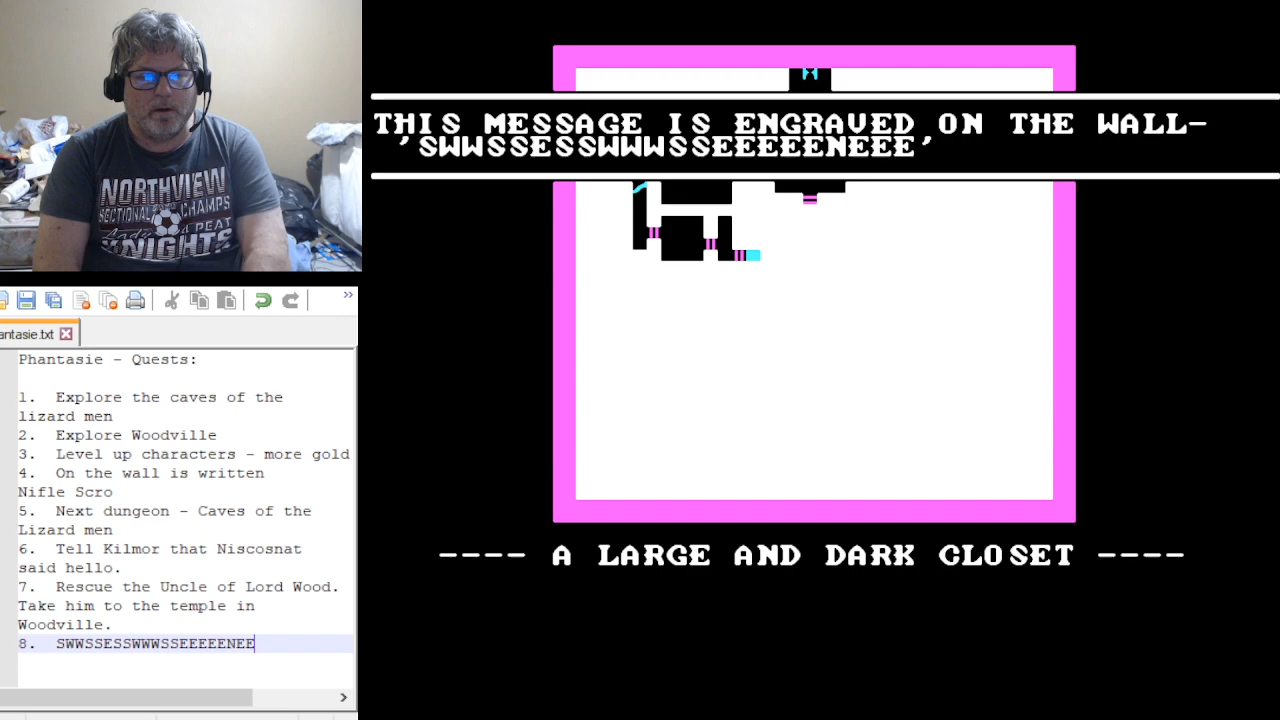 THIS MESSAGE IS ENGRAVED ON THE WALL-
'SWWSSESSWWWSSEEEEENEEE'
---- A LARGE AND DARK CLOSET ----
NORTHVIEW
SECTIONAL CHAMPS
Lady PEAT
KNIGHTS
antasie.txt
Phantasie - Quests:
1. Explore the caves of the
lizard men
2. Explore Woodville
3. Level up characters - more gold
4. On the wall is written
Nifle Scro
5. Next dungeon - Caves of the
Lizard men
6. Tell Kilmor that Niscosnat
said hello.
7. Rescue the Uncle of Lord Wood.
Take him to the temple in
Woodville.
8. SWWSSESSWWWSSEEEEENEE